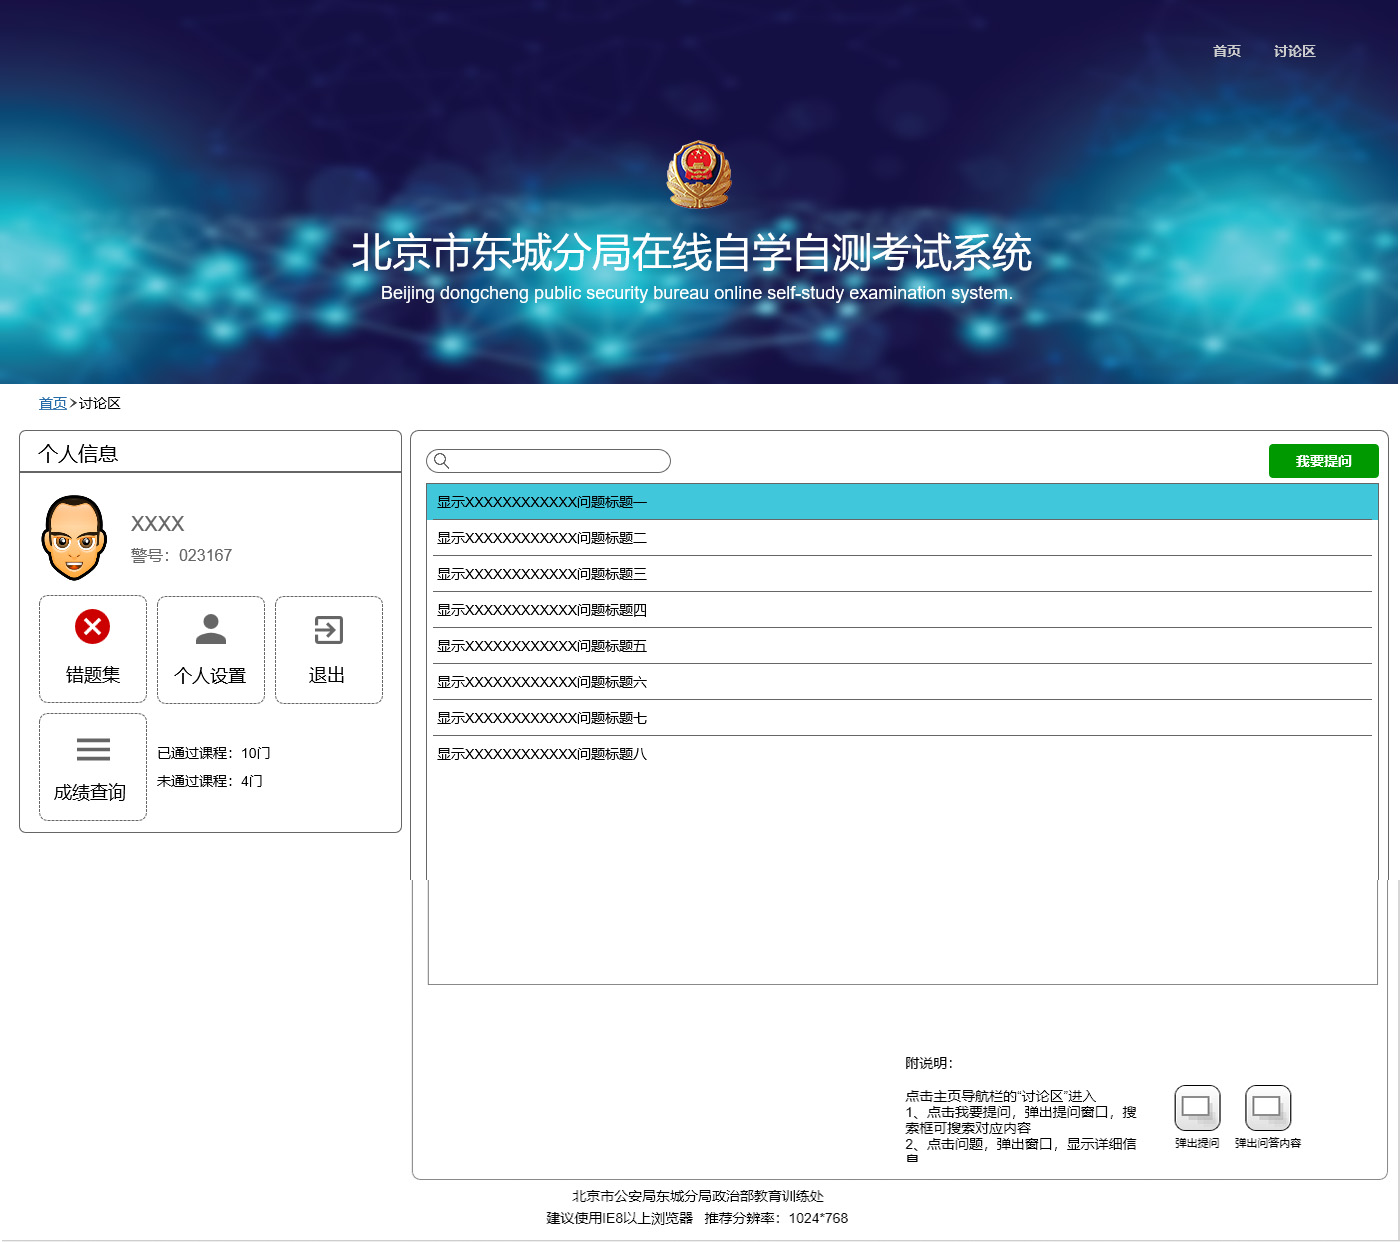 首页 讨论区
北京市东城分局在线自学自测考试系统
Beijing dongcheng public security bureau online self-study examination system.
首页>讨论区
个人信息
XXXX
警号：023167
错题集
个人设置
退出
成绩查询
已通过课程：10门
未通过课程：4门
我要提问
显示XXXXXXXXXXXX问题标题一
显示XXXXXXXXXXXX问题标题二
显示XXXXXXXXXXXX问题标题三
显示XXXXXXXXXXXX问题标题四
显示XXXXXXXXXXXX问题标题五
显示XXXXXXXXXXXX问题标题六
显示XXXXXXXXXXXX问题标题七
显示XXXXXXXXXXXX问题标题八
附说明：
点击主页导航栏的“讨论区”进入
1、点击我要提问，弹出提问窗口，搜
索框可搜索对应内容
2、点击问题，弹出窗口，显示详细信
息
弹出提问
弹出问答内容
北京市公安局东城分局政治部教育训练处
建议使用IE8以上浏览器 推荐分辨率：1024*768